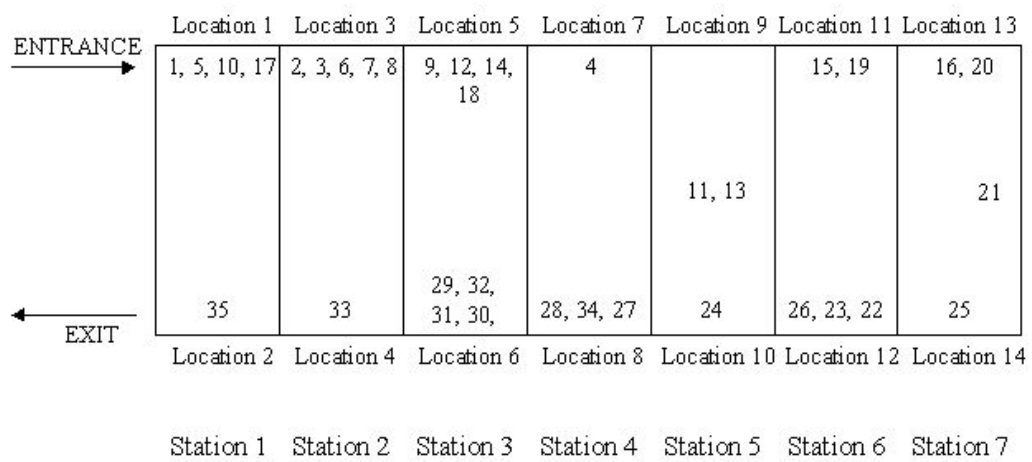 Location 1 Location 3 Location 5 Location 7 Location 9 Location 11 Location 13
ENTRANCE
1, 5, 10, 17 2, 3, 6, 7, 8 9, 12, 14, 4 15, 19 16, 20
18
11, 13 21
29, 32,
35 33 31, 30, 28, 34, 27 24 26, 23, 22 25
EXIT
Location 2 Location 4 Location 6 Location 8 Location 10 Location 12 Location 14
Station 1 Station 2 Station 3 Station 4 Station 5 Station 6 Station 7